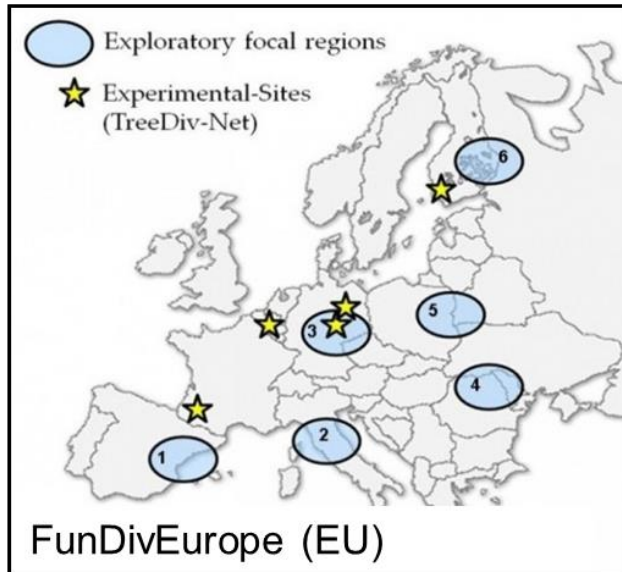 Exploratory focal regions
Experimental-Sites
(TreeDiv-Net)
6
5
3
4
2
1
FunDivEurope (EU)